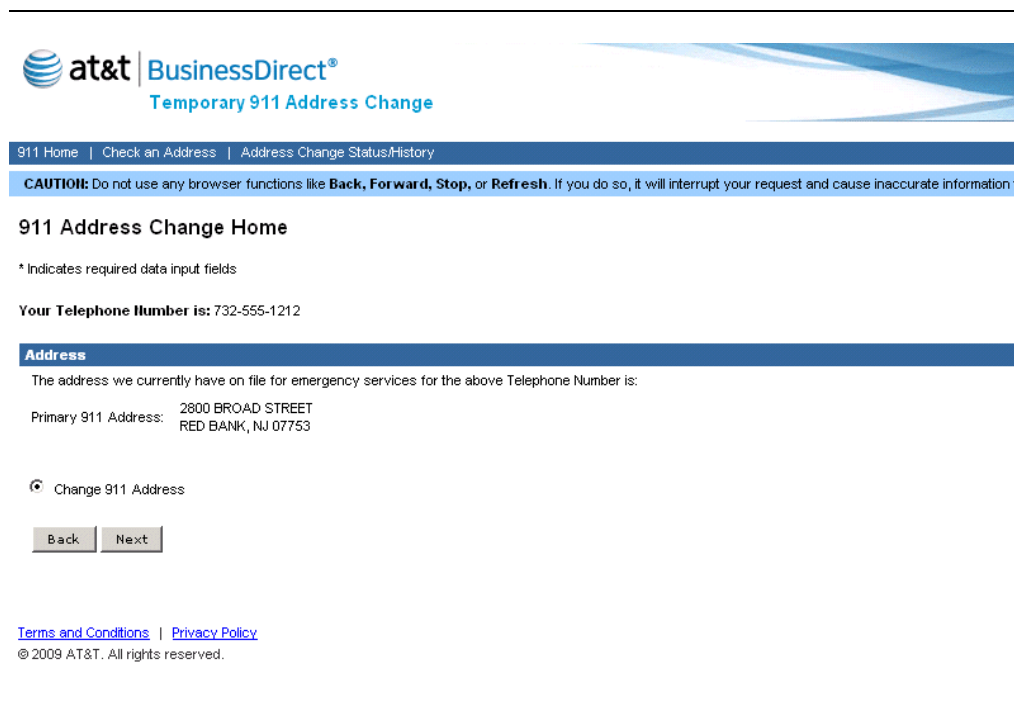 at&t BusinessDirect®
Temporary 911 Address Change
911 Home | Check an Address | Address Change Status/History
CAUTION: Do not use any browser functions like Back, Forward, Stop, or Refresh. If you do so, it will interrupt your request and cause inaccurate information
911 Address Change Home
* Indicates required data input fields
Your Telephone Number is: 732-555-1212
Address
The address we currently have on file for emergency services for the above Telephone Number is:
Primary 911 Address: 2800 BROAD STREET
RED BANK, NJ 07753
Change 911 Address
Back Next
Terms and Conditions | Privacy Policy
© 2009 AT&T. All rights reserved.